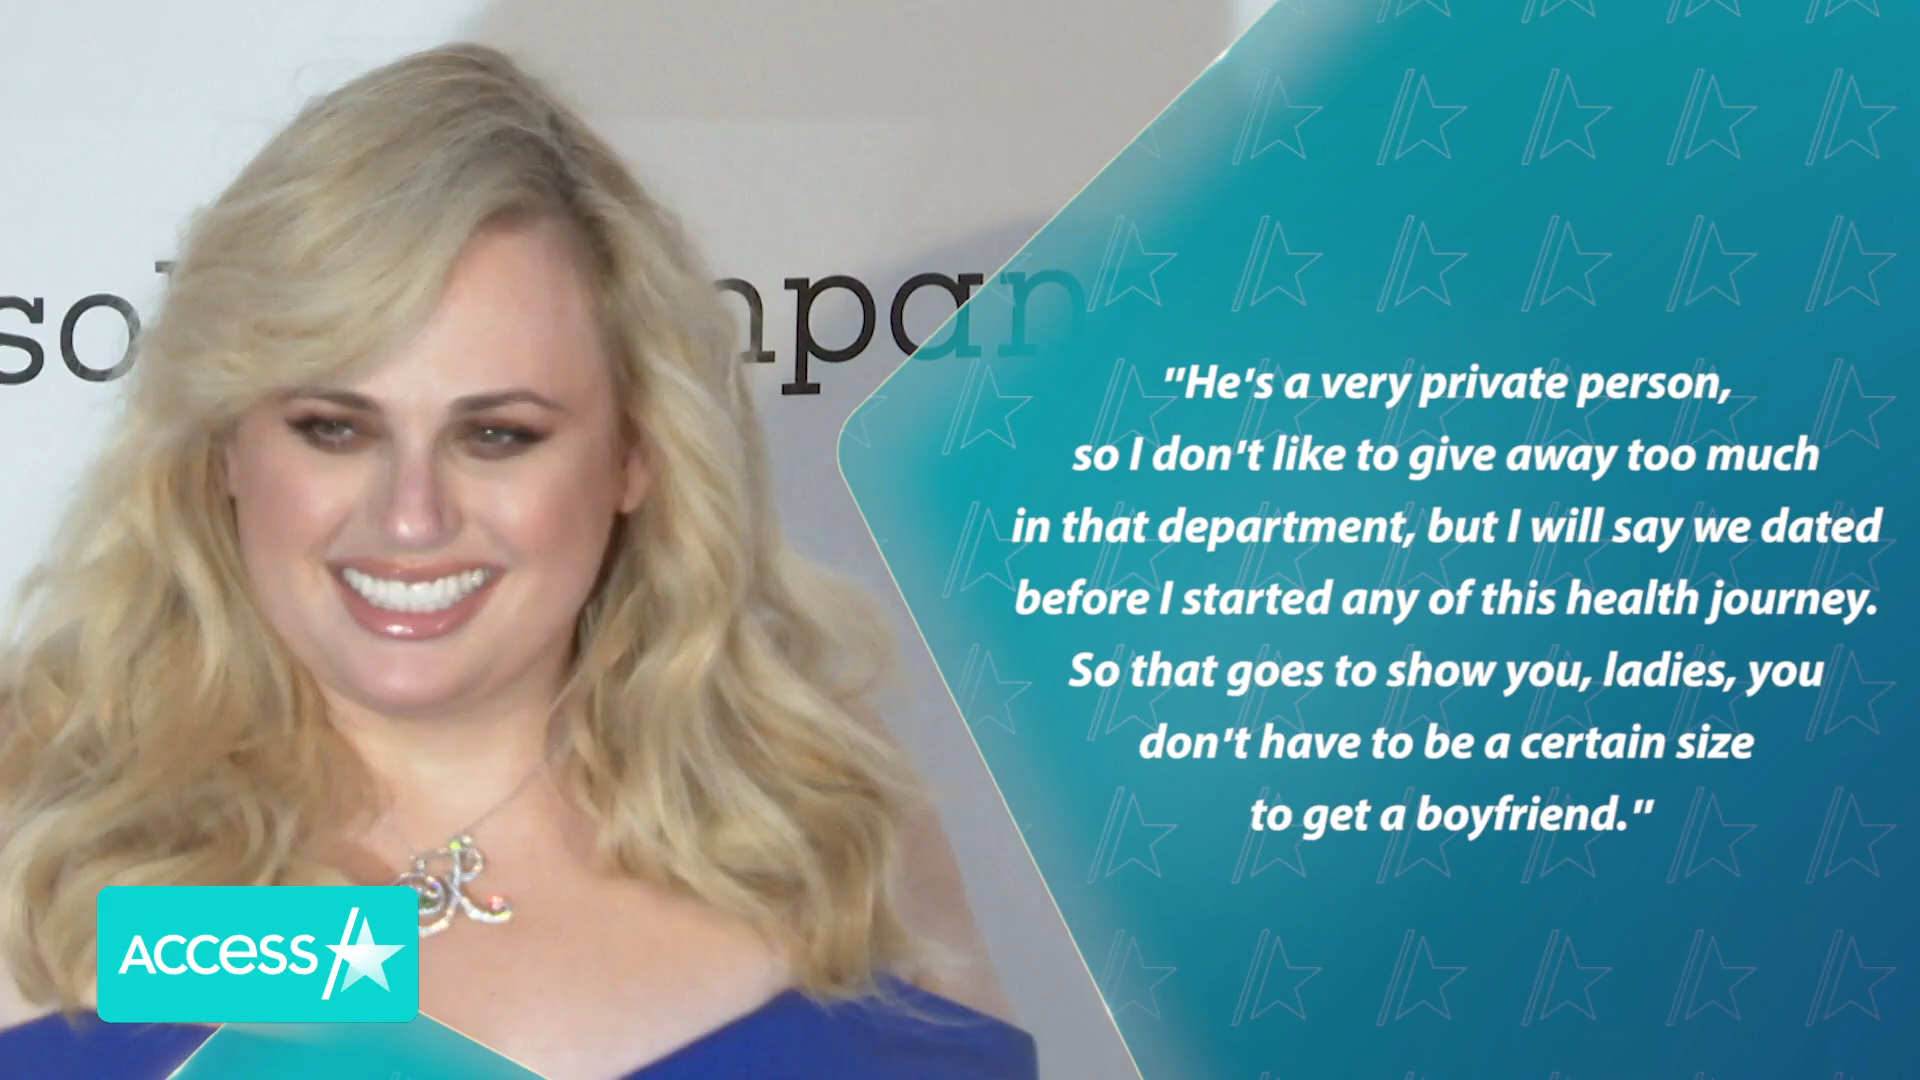 so
mpan
"He's a very private person,
so I don't like to give away too much
in that department, but I will say we dated
before I started any of this health journey.
So that goes to show you, ladies, you
don't have to be a certain size
to get a boyfriend."
ACCESS